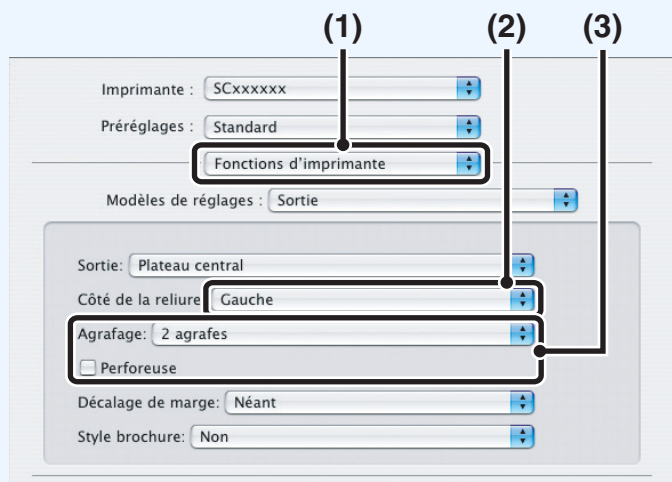 (1) (2) (3)
Imprimante : SCxxxxxx
Préréglages : Standard
Fonctions d'imprimante
Modèles de réglages : Sortie
Sortie: Plateau central
Côté de la reliure Gauche
Agrafage: 2 agrafes
Perforeuse
Décalage de marge: Néant
Style brochure: Non